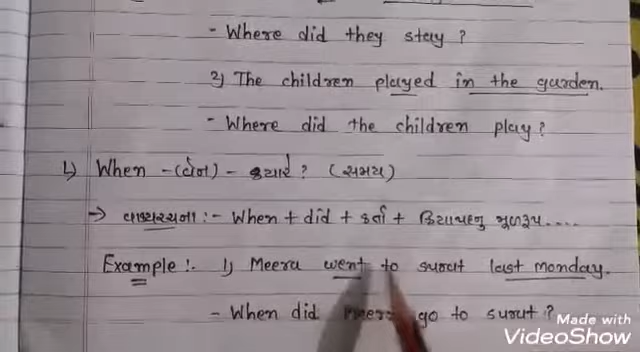 - Where did they stay ?
૨) The children played in the garden.
- Where did the children play?
L) When - (વેન) - ક્યારે ? (સમય)
→ વાક્યરચના :- When + did + કર્તા + ક્રિયાપદનુ મૂળરૂપ ....
Example :- 1) Meera went to surat last monday.
- When did Meera go to surat ?
Made with
VideoShow